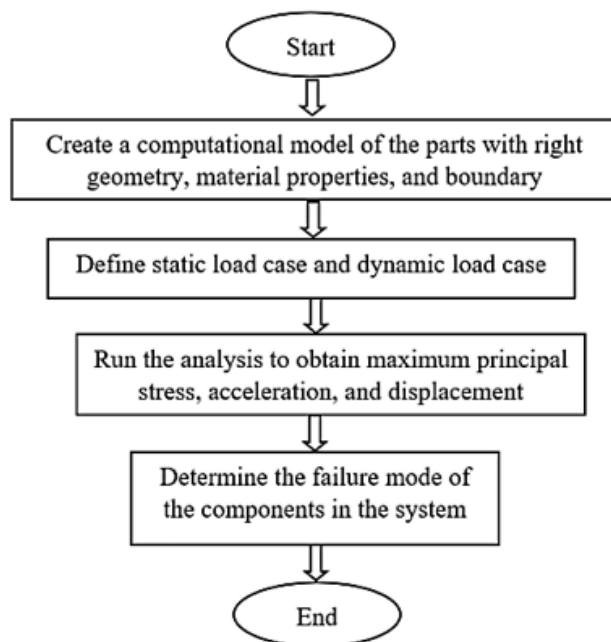 Start
Create a computational model of the parts with right
geometry, material properties, and boundary
Define static load case and dynamic load case
Run the analysis to obtain maximum principal
stress, acceleration, and displacement
Determine the failure mode of
the components in the system
End